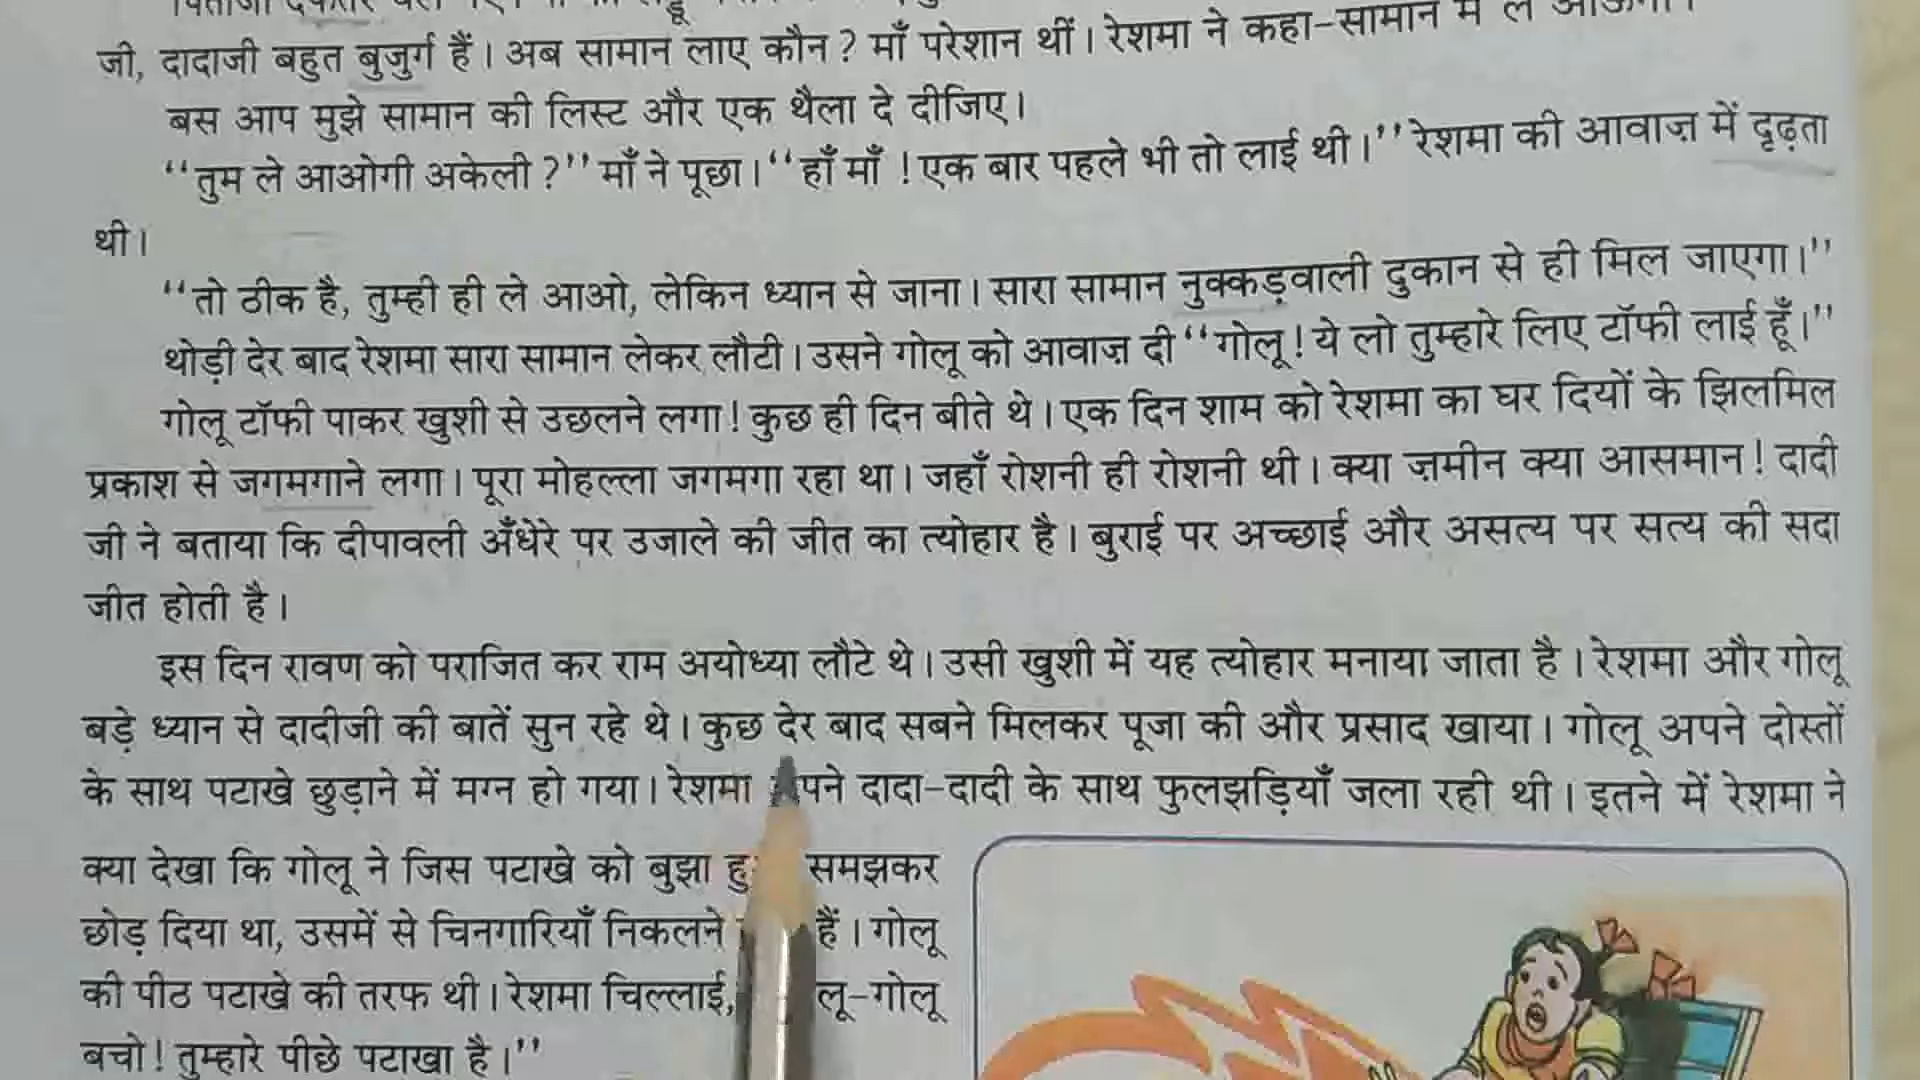 पिताजी दफ़्तर
जी, दादाजी बहुत बुजुर्ग हैं। अब सामान लाए कौन? माँ परेशान थीं। रेशमा ने कहा–सामान मैं ले आऊँगी।
बस आप मुझे सामान की लिस्ट और एक थैला दे दीजिए।
‘‘तुम ले आओगी अकेली?’’ माँ ने पूछा। ‘‘हाँ माँ ! एक बार पहले भी तो लाई थी।’’ रेशमा की आवाज़ में दृढ़ता
थी।
‘‘तो ठीक है, तुम्ही ही ले आओ, लेकिन ध्यान से जाना। सारा सामान नुक्कड़वाली दुकान से ही मिल जाएगा।’’
थोड़ी देर बाद रेशमा सारा सामान लेकर लौटी। उसने गोलू को आवाज़ दी ‘‘गोलू! ये लो तुम्हारे लिए टॉफी लाई हूँ।’’
गोलू टॉफी पाकर खुशी से उछलने लगा! कुछ ही दिन बीते थे। एक दिन शाम को रेशमा का घर दियों के झिलमिल
प्रकाश से जगमगाने लगा। पूरा मोहल्ला जगमगा रहा था। जहाँ रोशनी ही रोशनी थी। क्या ज़मीन क्या आसमान! दादी
जी ने बताया कि दीपावली अँधेरे पर उजाले की जीत का त्योहार है। बुराई पर अच्छाई और असत्य पर सत्य की सदा
जीत होती है।
इस दिन रावण को पराजित कर राम अयोध्या लौटे थे। उसी खुशी में यह त्योहार मनाया जाता है। रेशमा और गोलू
बड़े ध्यान से दादीजी की बातें सुन रहे थे। कुछ देर बाद सबने मिलकर पूजा की और प्रसाद खाया। गोलू अपने दोस्तों
के साथ पटाखे छुड़ाने में मग्न हो गया। रेशमा अपने दादा–दादी के साथ फुलझड़ियाँ जला रही थी। इतने में रेशमा ने
क्या देखा कि गोलू ने जिस पटाखे को बुझा समझकर
छोड़ दिया था, उसमें से चिनगारियाँ निकलने हैं। गोलू
की पीठ पटाखे की तरफ थी। रेशमा चिल्लाई, लू–गोलू
बचो! तुम्हारे पीछे पटाखा है।’’